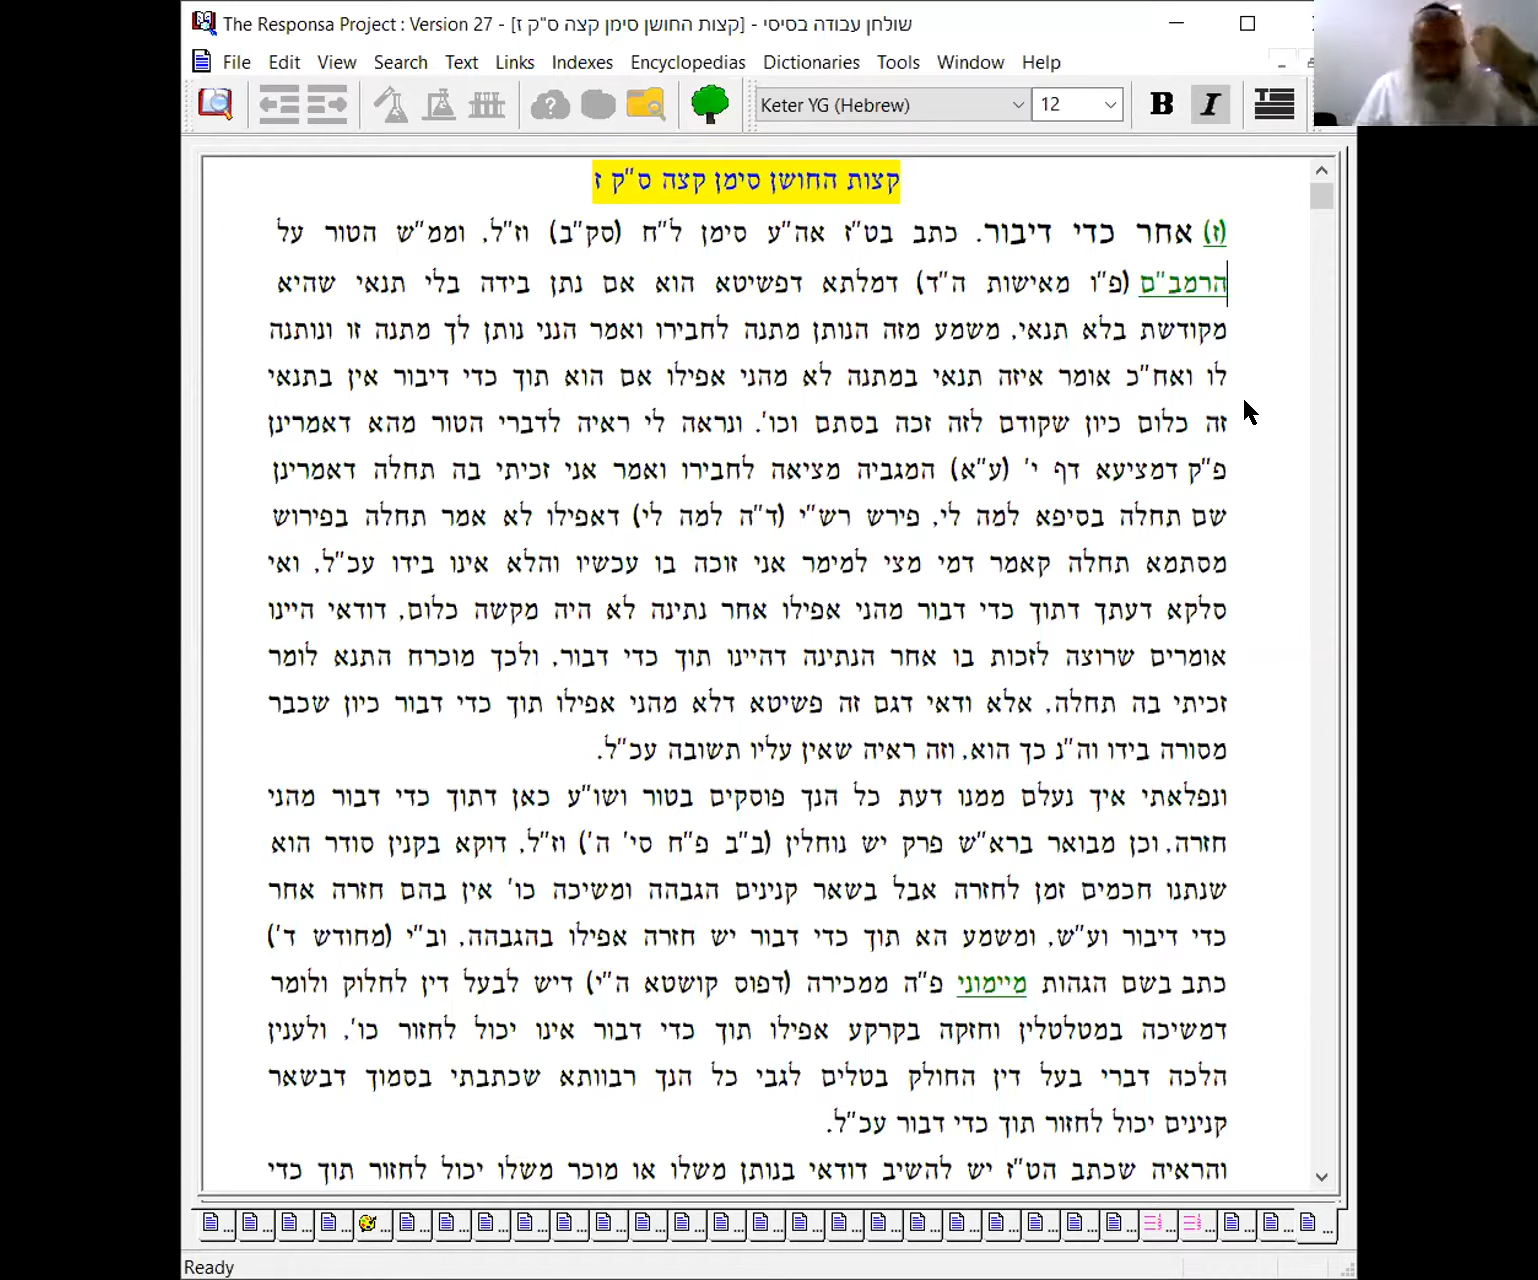 The Responsa Project : Version 27 - [קצות החושן סימן קצה ס"ק ז] - שולחן עבודה בסיסי
File Edit View Search Text Links Indexes Encyclopedias Dictionaries Tools Window Help
Keter YG (Hebrew) 12 B I
קצות החושן סימן קצה ס"ק ז
(ז) אחר כדי דיבור. כתב בט"ז אה"ע סימן ל"ח (סק"ב) וז"ל, וממ"ש הטור על
הרמב"ם (פ"ו מאישות ה"ד) דמלתא דפשיטא הוא אם נתן בידה בלי תנאי שהיא
מקודשת בלא תנאי, משמע מזה הנותן מתנה לחבירו ואמר הנני נותן לך מתנה זו ונותנה
לו ואח"כ אומר איזה תנאי במתנה לא מהני אפילו אם הוא תוך כדי דיבור אין בתנאי
זה כלום כיון שקודם לזה זכה בסתם וכו'. ונראה לי ראיה לדברי הטור מהא דאמרינן
פ"ק דמציעא דף י' (ע"א) המגביה מציאה לחבירו ואמר אני זכיתי בה תחלה דאמרינן
שם תחלה בסיפא למה לי, פירש רש"י (ד"ה למה לי) דאפילו לא אמר תחלה בפירוש
מסתמא תחלה קאמר דמי מצי למימר אני זוכה בו עכשיו והלא אינו בידו עכ"ל, ואי
סלקא דעתך דתוך כדי דבור מהני אפילו אחר נתינה לא היה מקשה כלום, דודאי היינו
אומרים שרוצה לזכות בו אחר הנתינה דהיינו תוך כדי דבור, ולכך מוכרח התנא לומר
זכיתי בה תחלה, אלא ודאי דגם זה פשיטא דלא מהני אפילו תוך כדי דבור כיון שכבר
מסורה בידו וה"נ כך הוא, וזה ראיה שאין עליו תשובה עכ"ל.
ונפלאתי איך נעלם ממנו דעת כל הנך פוסקים בטור ושו"ע כאן דתוך כדי דבור מהני
חזרה, וכן מבואר ברא"ש פרק יש נוחלין (ב"ב פ"ח סי' ה') וז"ל, דוקא בקנין סודר הוא
שנתנו חכמים זמן לחזרה אבל בשאר קנינים הגבהה ומשיכה כו' אין בהם חזרה אחר
כדי דיבור וע"ש, ומשמע הא תוך כדי דבור יש חזרה אפילו בהגבהה, וב"י (מחודש ד')
כתב בשם הגהות מיימוני פ"ה ממכירה (דפוס קושטא ה"י) דיש לבעל דין לחלוק ולומר
דמשיכה במטלטלין וחזקה בקרקע אפילו תוך כדי דבור אינו יכול לחזור כו', ולענין
הלכה דברי בעל דין החולק בטלים לגבי כל הנך רבוותא שכתבתי בסמוך דבשאר
קנינים יכול לחזור תוך כדי דבור עכ"ל.
והראיה שכתב הט"ז יש להשיב דודאי בנותן משלו או מוכר משלו יכול לחזור תוך כדי
Ready